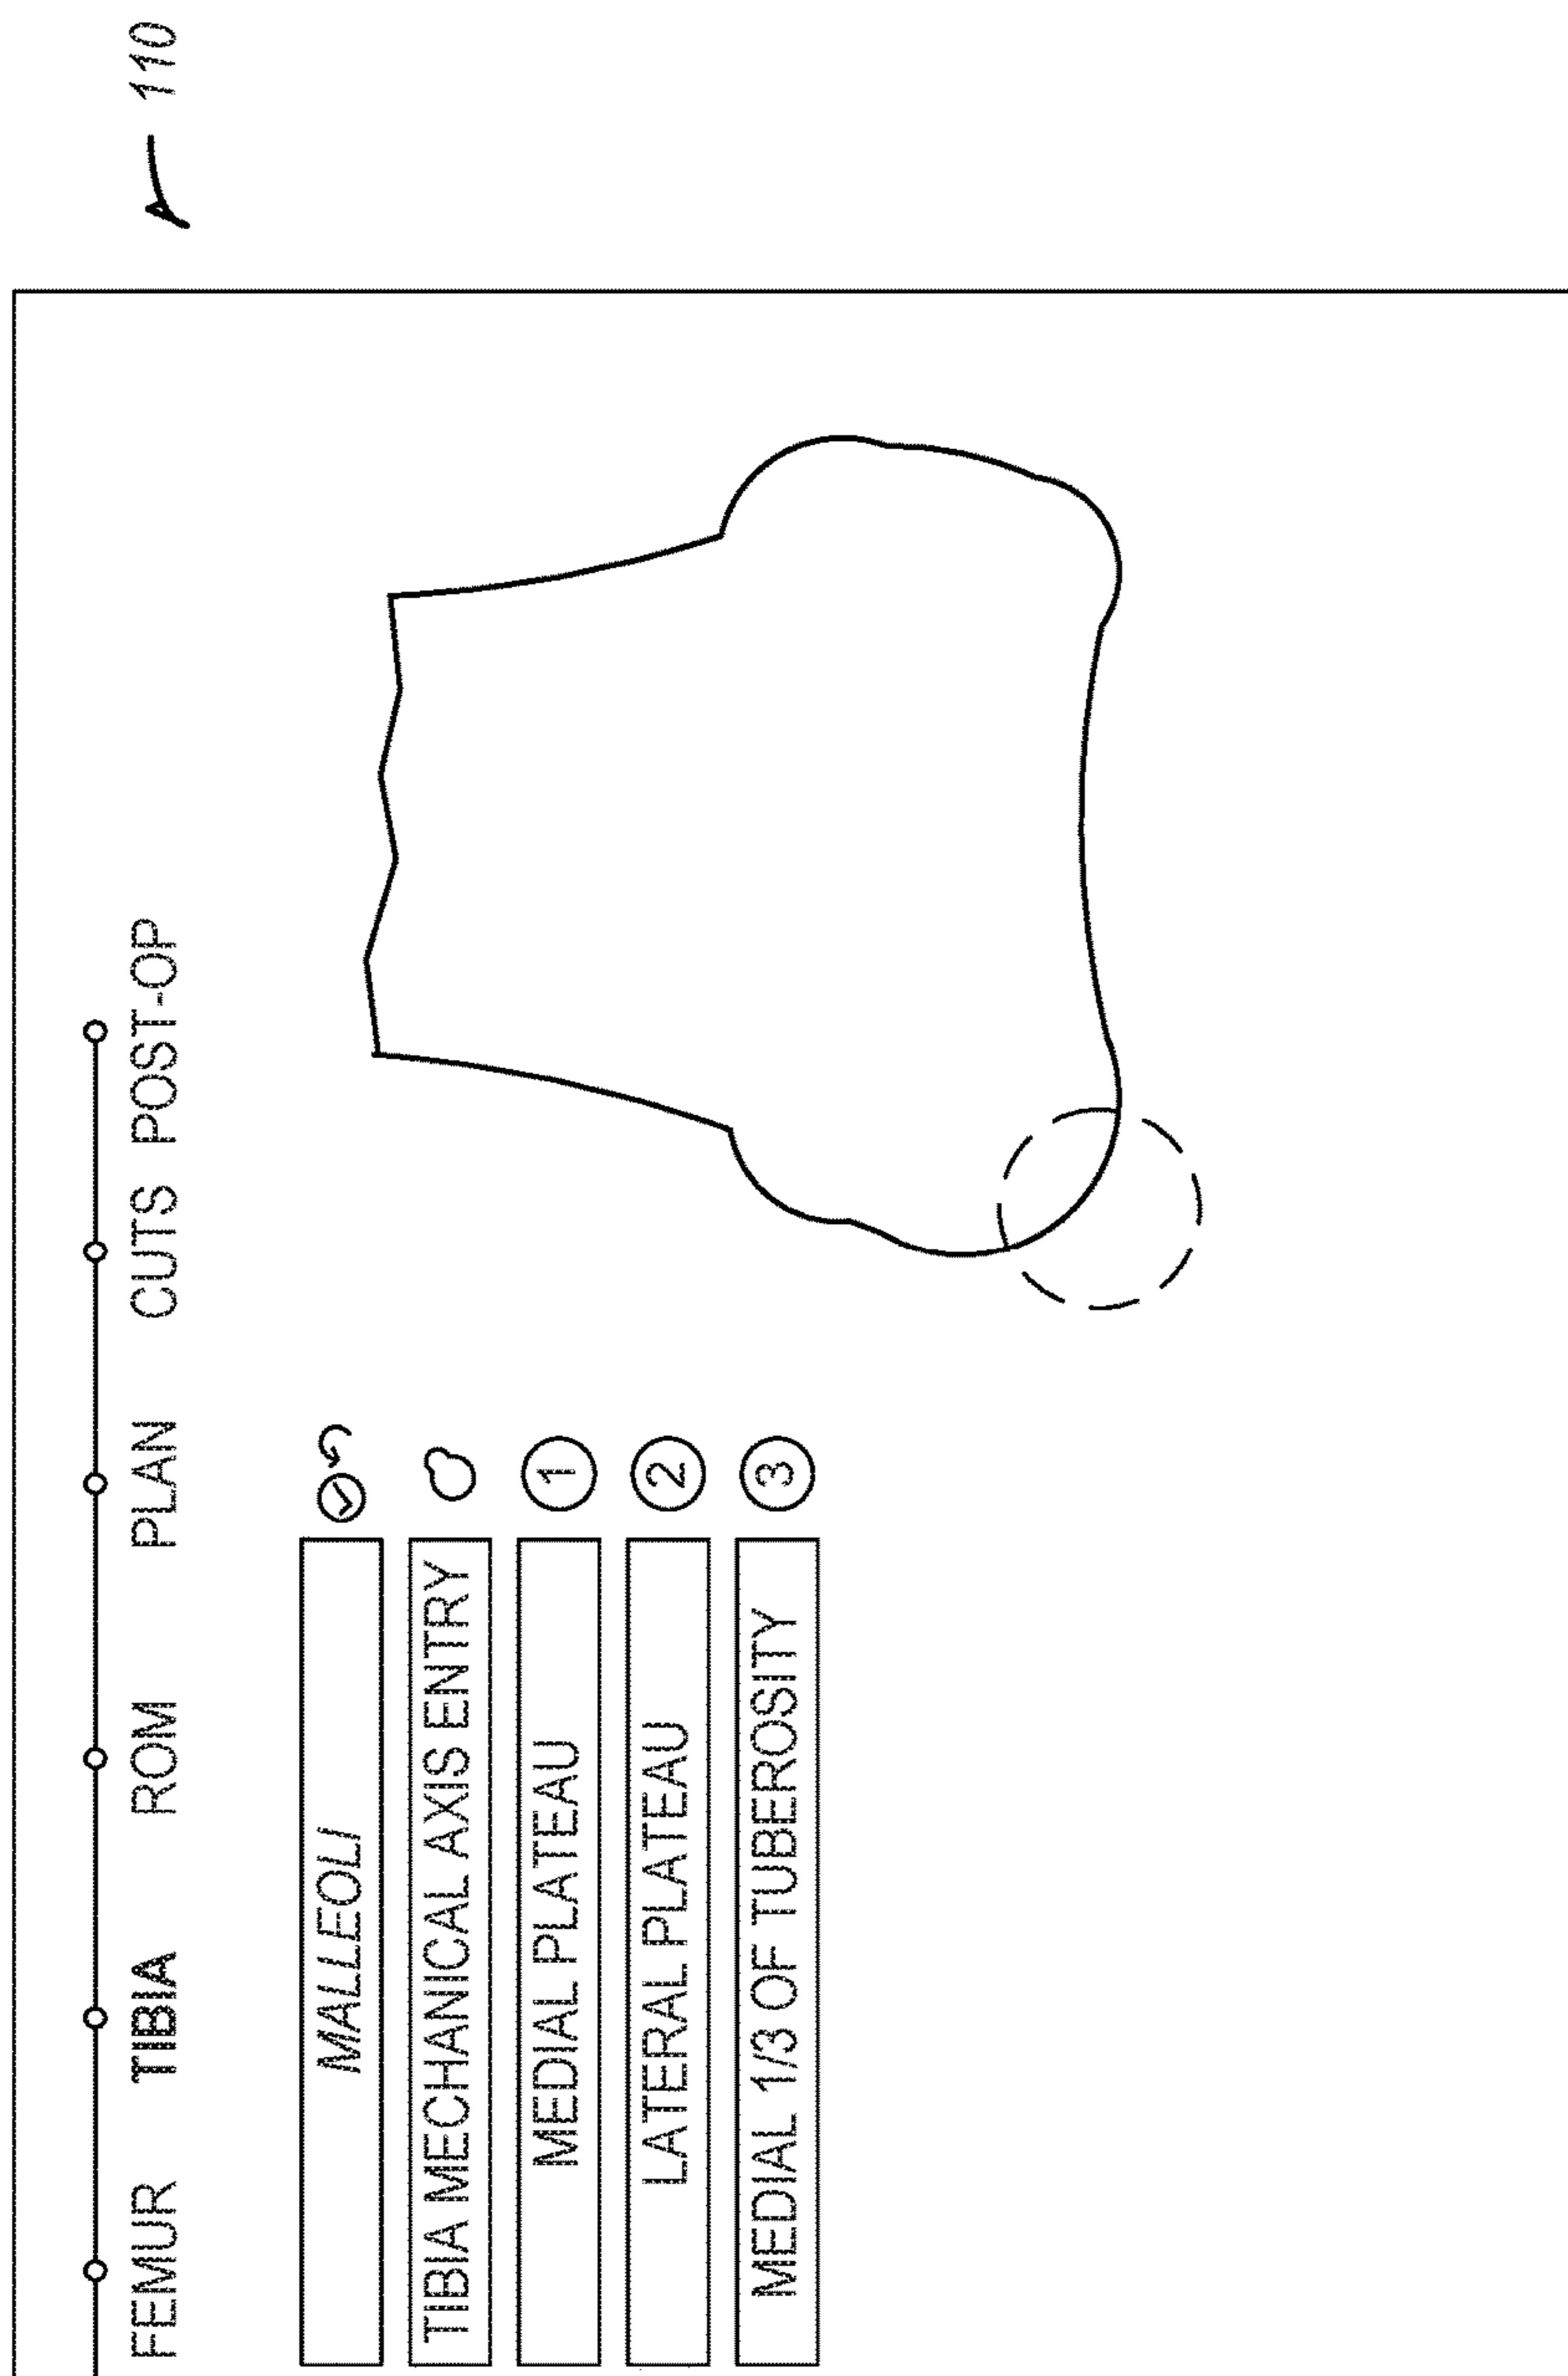 110
FEMUR TIBIA ROM PLAN CUTS POST-OP
MALLEOLI
TIBIA MECHANICAL AXIS ENTRY
MEDIAL PLATEAU 1
LATERAL PLATEAU 2
MEDIAL 1/3 OF TUBEROSITY 3